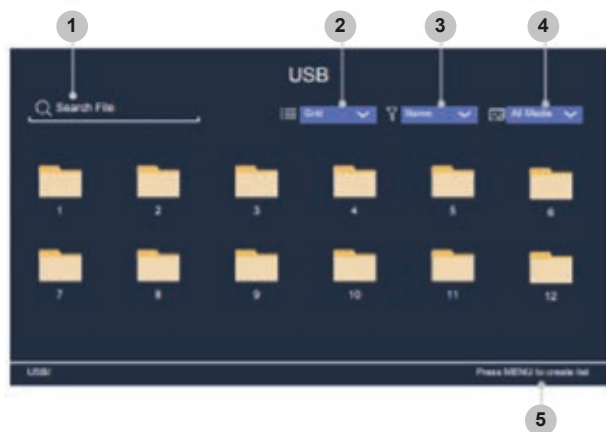 1 2 3 4
USB
Search File Grid Name All Media
1 2 3 4 5 6
7 8 9 10 11 12
USB/ Press MENU to create list
5